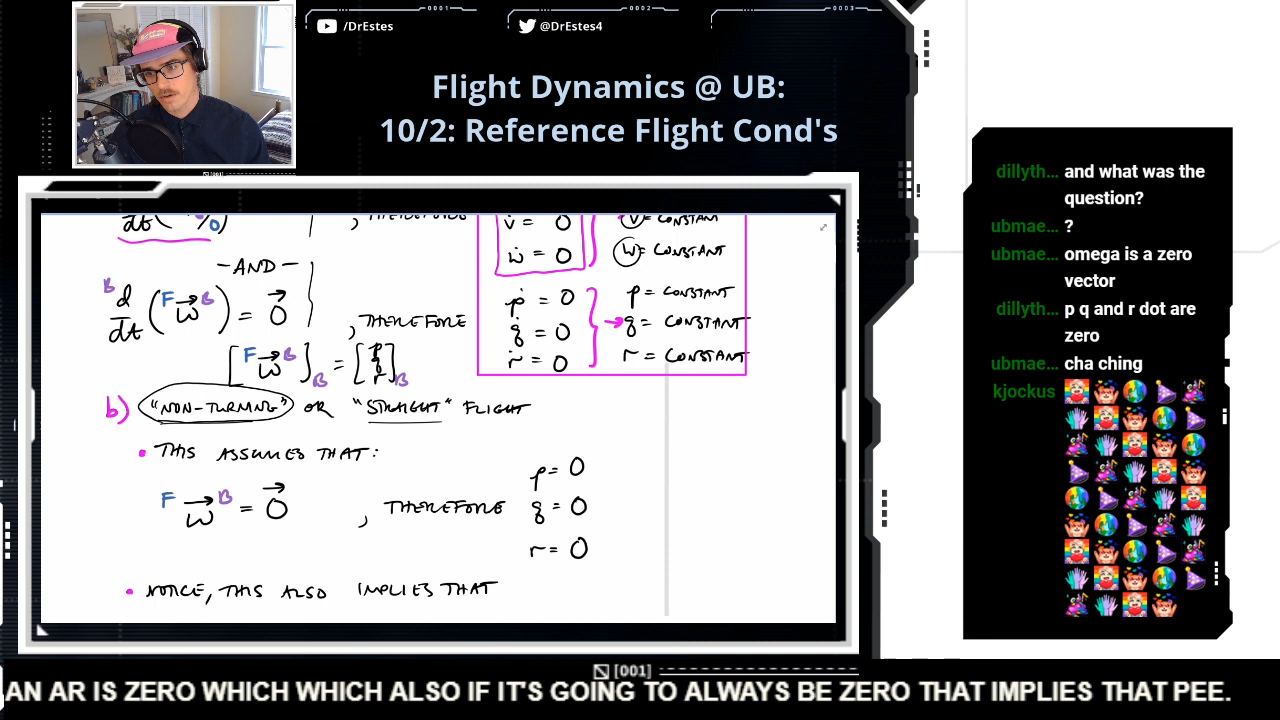 0001
0002
0003
/DrEstes
@DrEstes4
Flight Dynamics @ UB:
10/2: Reference Flight Cond's
[001]
v̇ = 0
V = CONSTANT
ẇ = 0
W = CONSTANT
- AND -
B d/dt (F ω⃗ B) = 0⃗
, THEREFORE
[F ω⃗ B]B = [p q r]B
ṗ = 0
p = CONSTANT
q̇ = 0
q = CONSTANT
ṙ = 0
r = CONSTANT
b) "NON-TURNING" OR "STRAIGHT" FLIGHT
• THIS ASSUMES THAT:
F ω⃗ B = 0⃗ , THEREFORE
p = 0
q = 0
r = 0
• NOTICE, THIS ALSO IMPLIES THAT
dillyth... and what was the
question?
ubmae... ?
ubmae... omega is a zero
vector
dillyth... p q and r dot are
zero
ubmae... cha ching
kjockus
[001]
AN AR IS ZERO WHICH WHICH ALSO IF IT'S GOING TO ALWAYS BE ZERO THAT IMPLIES THAT PEE.